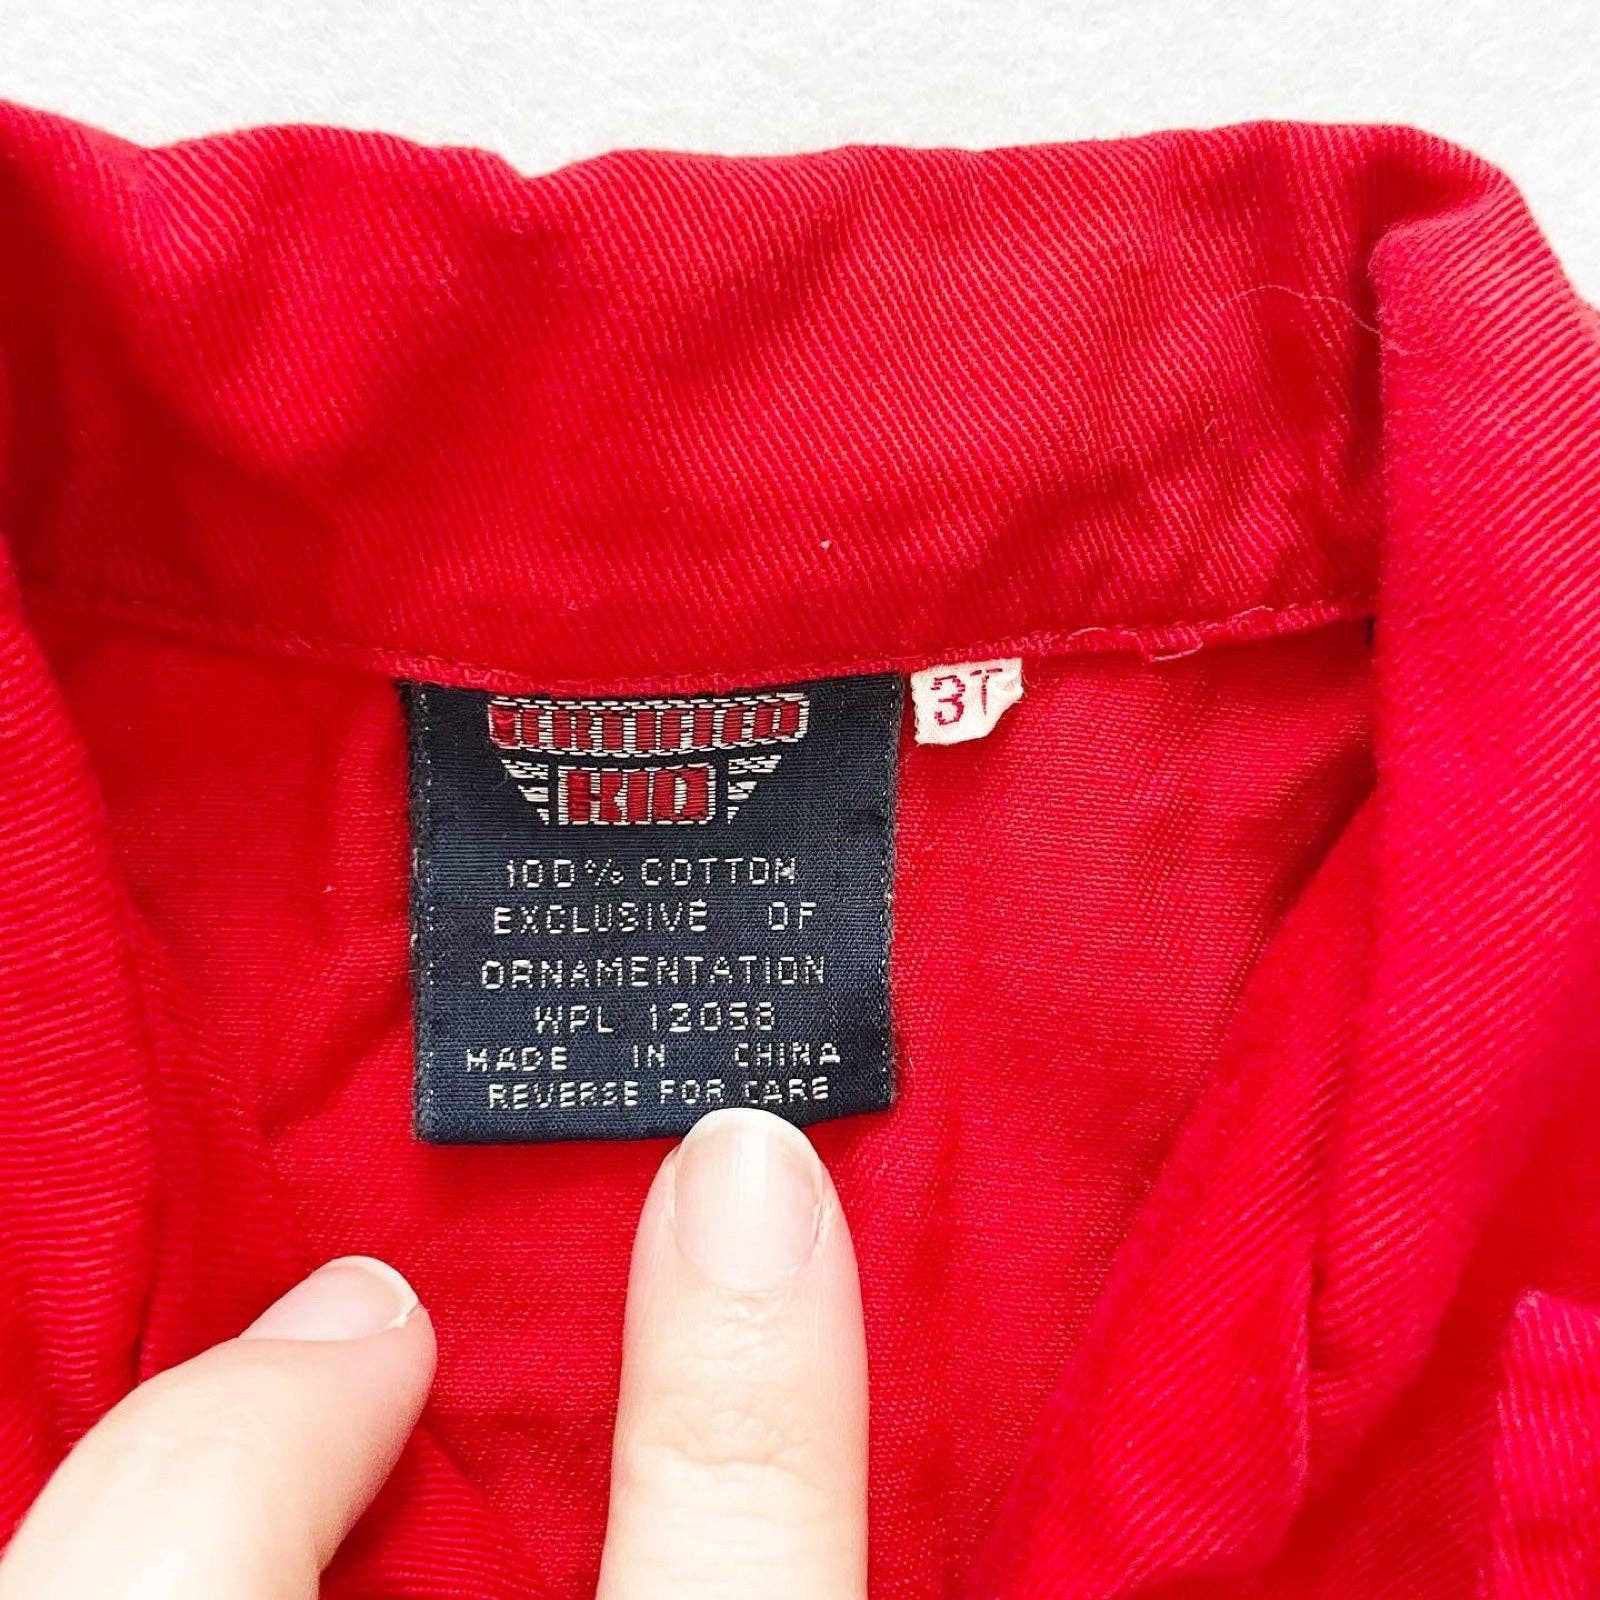 CERTIFIED
KID
3T
100% COTTON
EXCLUSIVE OF
ORNAMENTATION
WPL 12058
MADE IN CHINA
REVERSE FOR CARE